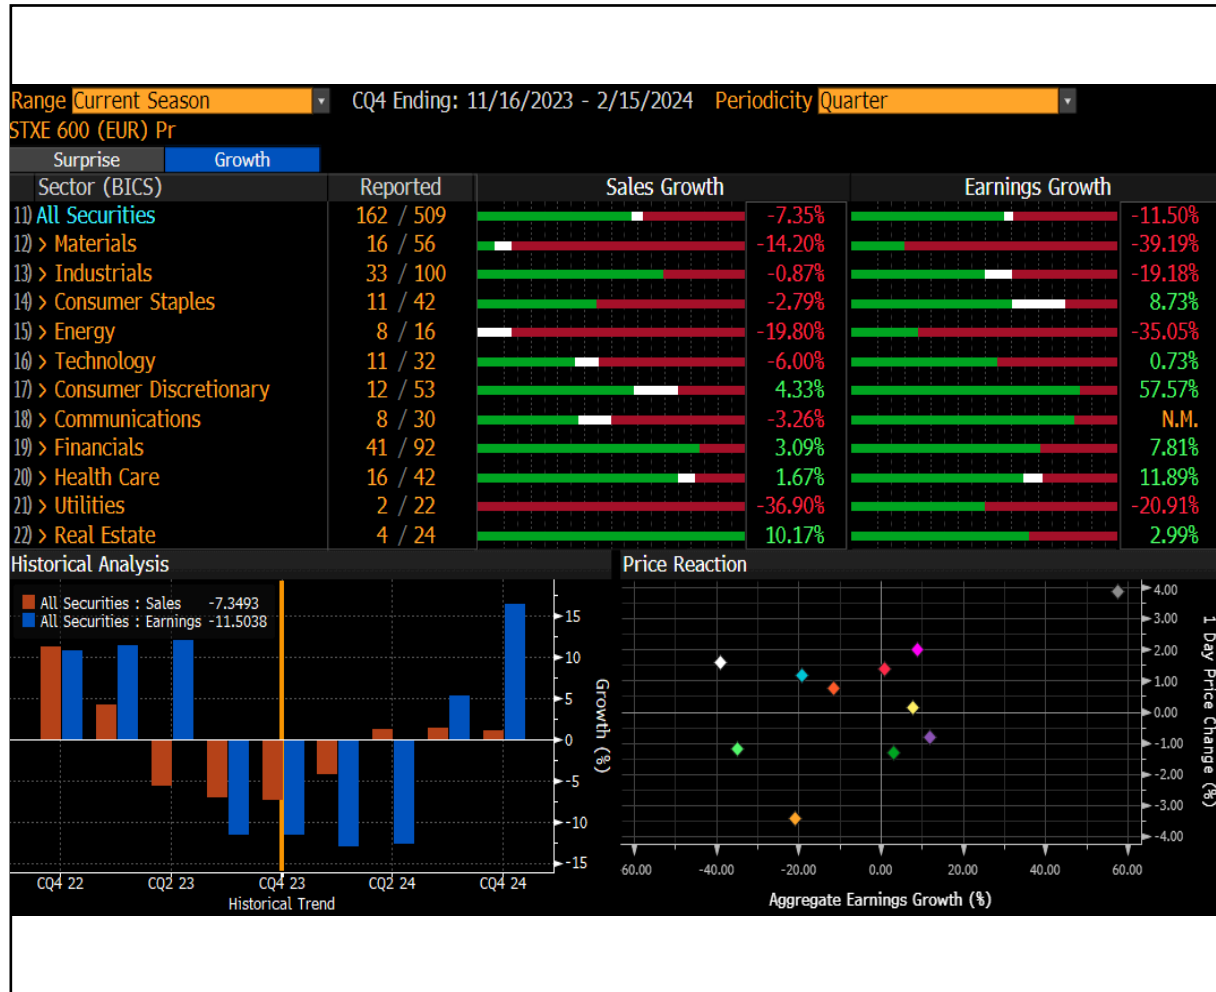 Range Current Season CQ4 Ending: 11/16/2023 - 2/15/2024 Periodicity Quarter
STXE 600 (EUR) Pr
Surprise Growth
Sector (BICS) Reported Sales Growth Earnings Growth
11) All Securities 162 / 509 -7.35% -11.50%
12) > Materials 16 / 56 -14.20% -39.19%
13) > Industrials 33 / 100 -0.87% -19.18%
14) > Consumer Staples 11 / 42 -2.79% 8.73%
15) > Energy 8 / 16 -19.80% -35.05%
16) > Technology 11 / 32 -6.00% 0.73%
17) > Consumer Discretionary 12 / 53 4.33% 57.57%
18) > Communications 8 / 30 -3.26% N.M.
19) > Financials 41 / 92 3.09% 7.81%
20) > Health Care 16 / 42 1.67% 11.89%
21) > Utilities 2 / 22 -36.90% -20.91%
22) > Real Estate 4 / 24 10.17% 2.99%
Historical Analysis
All Securities : Sales -7.3493
All Securities : Earnings -11.5038
15
10
5
0
-5
-10
-15
Growth (%)
CQ4 22 CQ2 23 CQ4 23 CQ2 24 CQ4 24
Historical Trend
Price Reaction
4.00
3.00
2.00
1.00
0.00
-1.00
-2.00
-3.00
-4.00
1 Day Price Change (%)
60.00 -40.00 -20.00 0.00 20.00 40.00 60.00
Aggregate Earnings Growth (%)